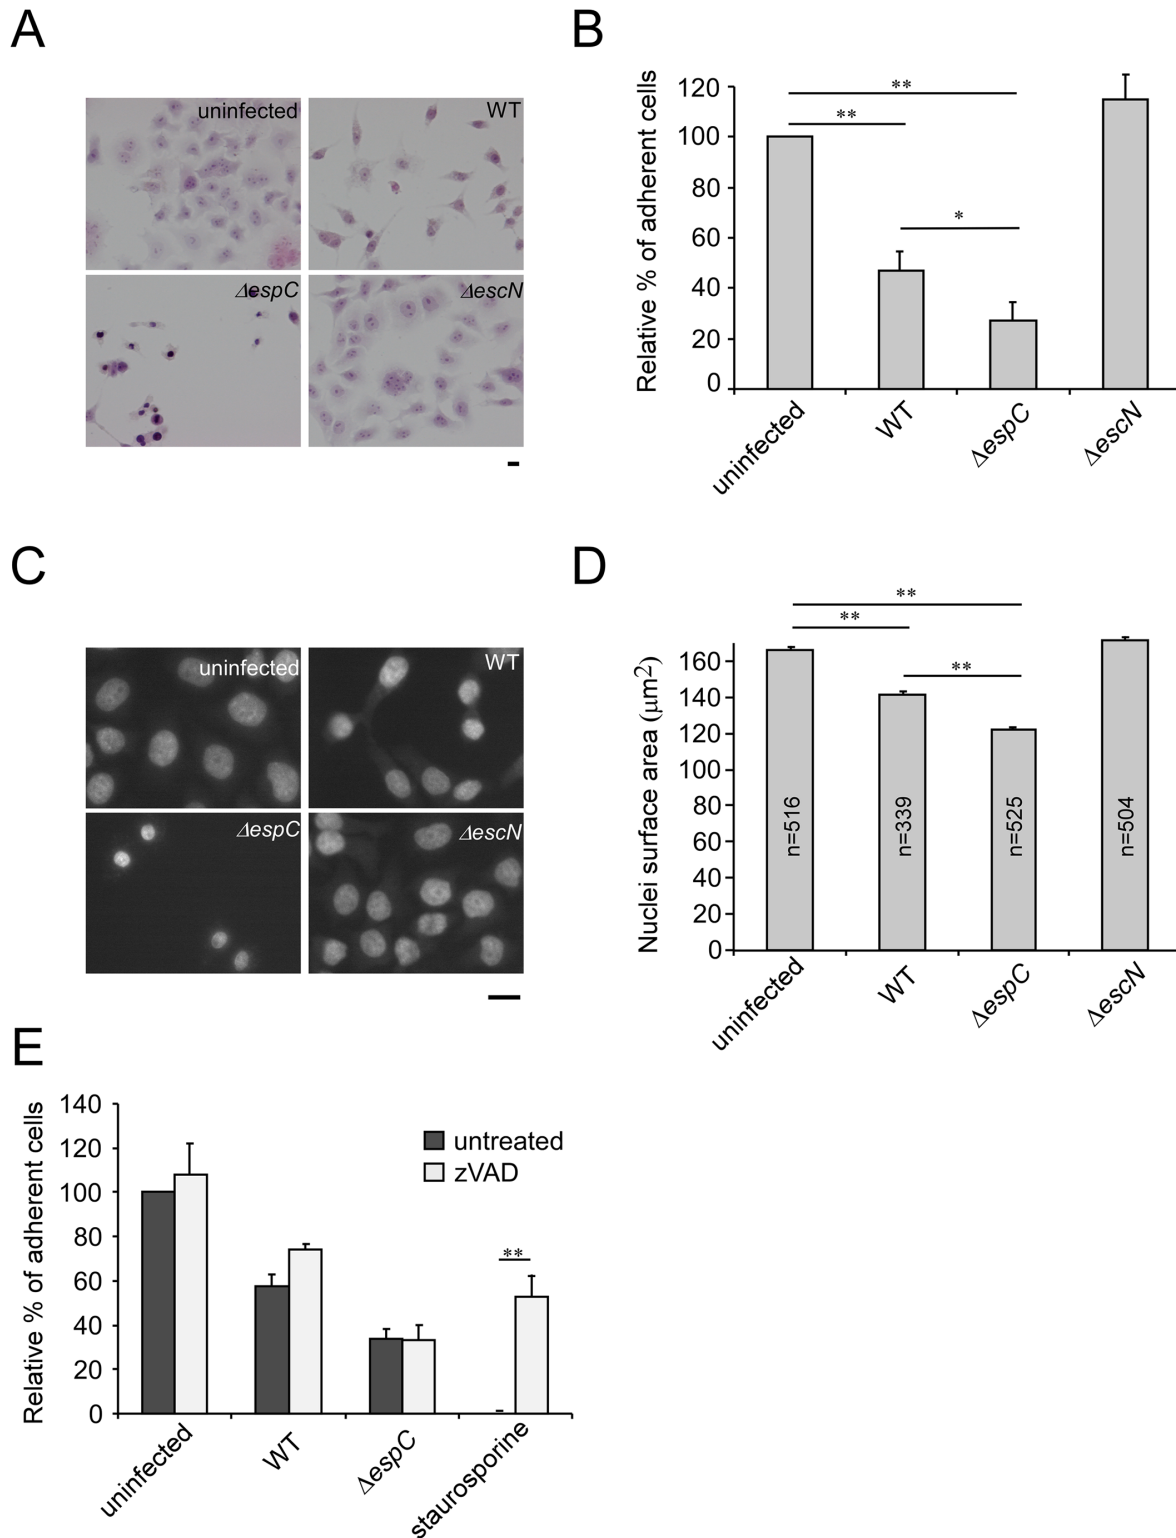 A
uninfected
WT
ΔespC
ΔescN
B
Relative % of adherent cells
120
100
80
60
40
20
0
**
**
*
uninfected
WT
ΔespC
ΔescN
C
uninfected
WT
ΔespC
ΔescN
D
Nuclei surface area (μm²)
160
140
120
100
80
60
40
20
0
**
**
**
n=516
n=339
n=525
n=504
uninfected
WT
ΔespC
ΔescN
E
Relative % of adherent cells
140
120
100
80
60
40
20
0
untreated
zVAD
**
uninfected
WT
ΔespC
staurosporine